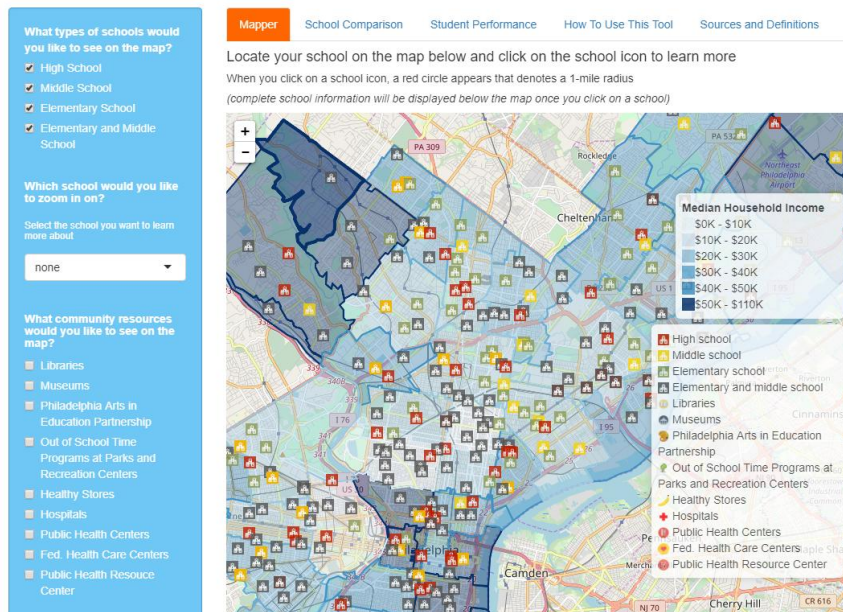 What types of schools would
you like to see on the map?
High School
Middle School
Elementary School
Elementary and Middle
School
Which school would you like
to zoom in on?
Select the school you want to learn
more about
none
What community resources
would you like to see on the
map?
Libraries
Museums
Philadelphia Arts in
Education Partnership
Out of School Time
Programs at Parks and
Recreation Centers
Healthy Stores
Hospitals
Public Health Centers
Fed. Health Care Centers
Public Health Resouce
Center
Mapper
School Comparison
Student Performance
How To Use This Tool
Sources and Definitions
Locate your school on the map below and click on the school icon to learn more
When you click on a school icon, a red circle appears that denotes a 1-mile radius
(complete school information will be displayed below the map once you click on a school)
+
−
PA 309
PA 532
Rockledge
Northeast
Philadelphia
Airport
Cheltenham
Median Household Income
$0K - $10K
$10K - $20K
$20K - $30K
$30K - $40K
$40K - $50K
$50K - $110K
US 1
High school
Middle school
Elementary school
Elementary and middle school
Libraries
Museums
Philadelphia Arts in Education
Partnership
Out of School Time Programs at
Parks and Recreation Centers
Healthy Stores
Hospitals
Public Health Centers
Fed. Health Care Centers
Public Health Resource Center
339
340B
341
I 76
I 95
Cinnamins
Camden
NJ 70
Cherry Hill
CR 616